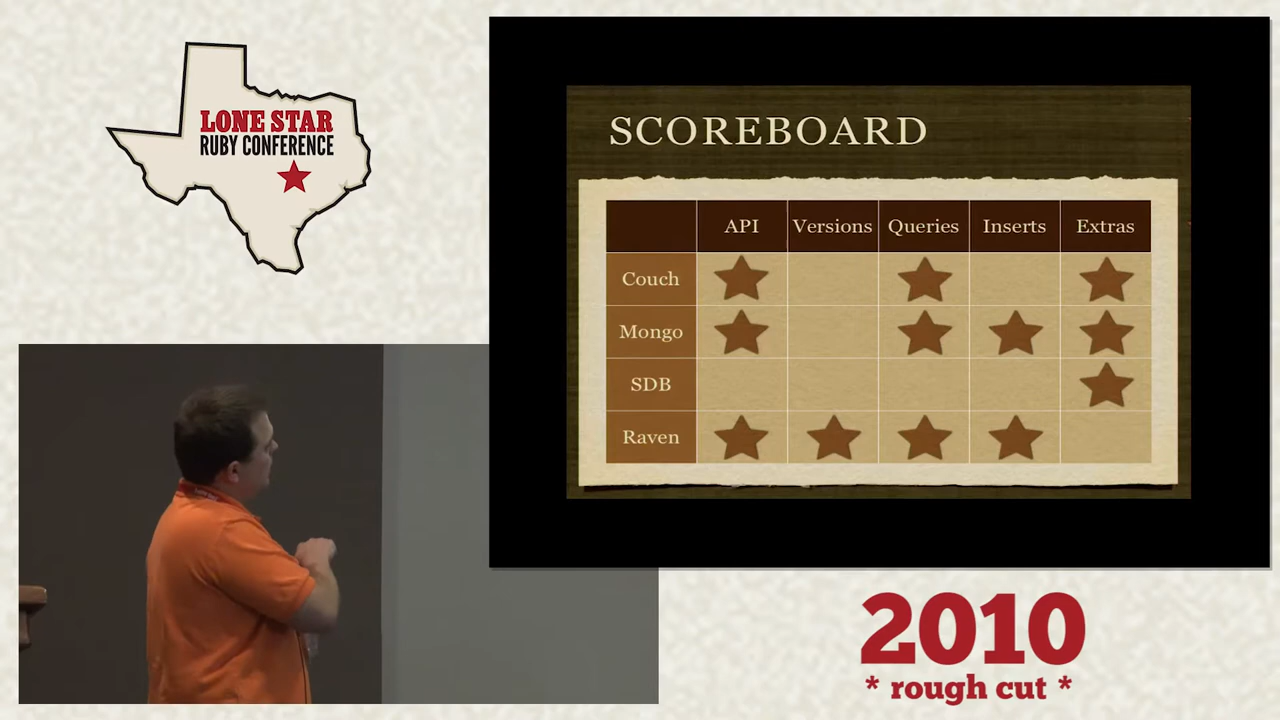 LONE STAR
RUBY CONFERENCE
SCOREBOARD
API Versions Queries Inserts Extras
Couch
Mongo
SDB
Raven
2010
* rough cut *